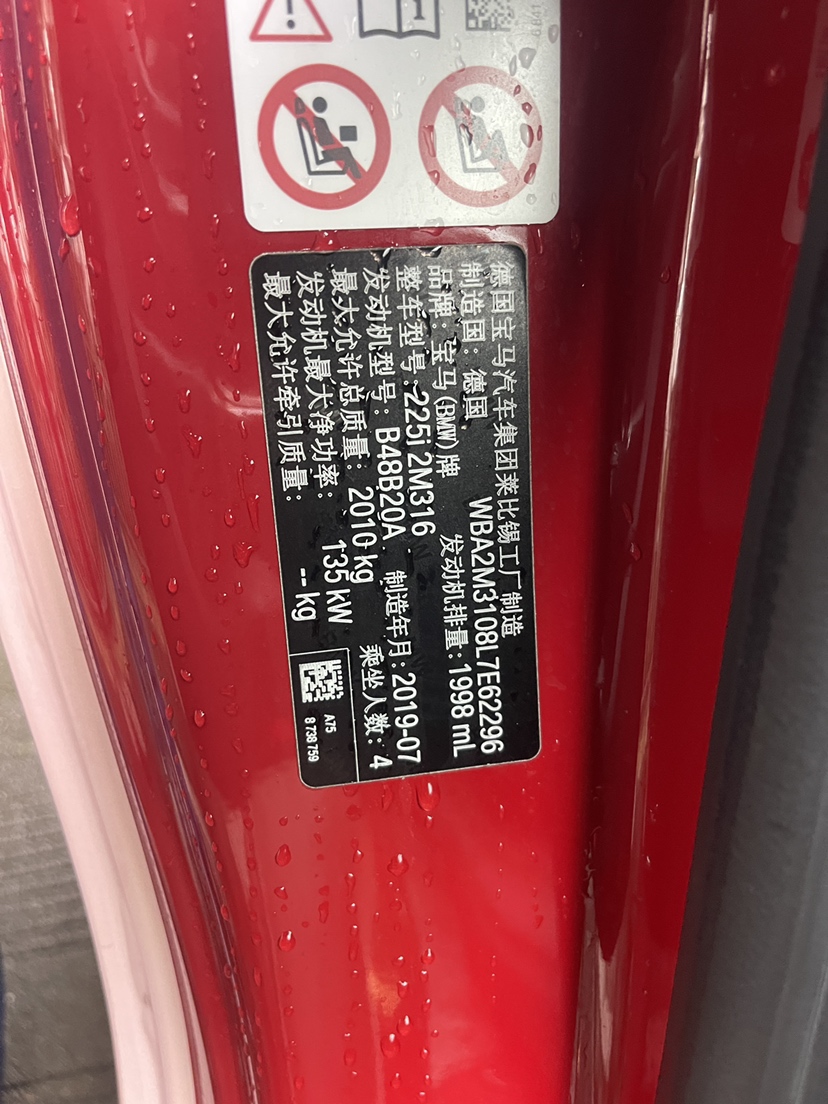 德国宝马汽车集团莱比锡工厂制造
制造国：德国 WBA2M3108L7E62296
品牌：宝马(BMW)牌 发动机排量：1998 mL
整车型号：225i 2M316 制造年月：2019-07
发动机型号：B48B20A 乘坐人数：4
最大允许总质量：2010 kg
发动机最大净功率：135 kW
最大允许牵引质量：-- kg
A75
8 738 759